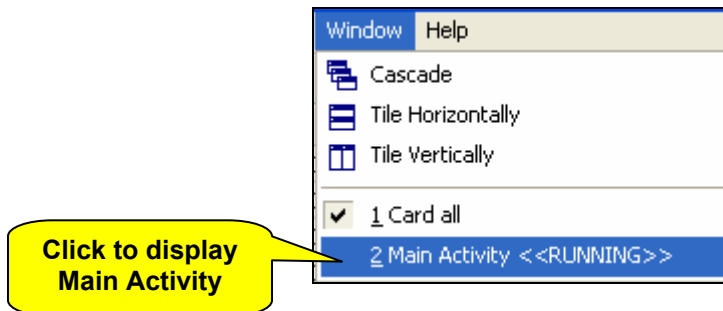 Window Help
Cascade
Tile Horizontally
Tile Vertically
1 Card all
2 Main Activity <<RUNNING>>
Click to display
Main Activity